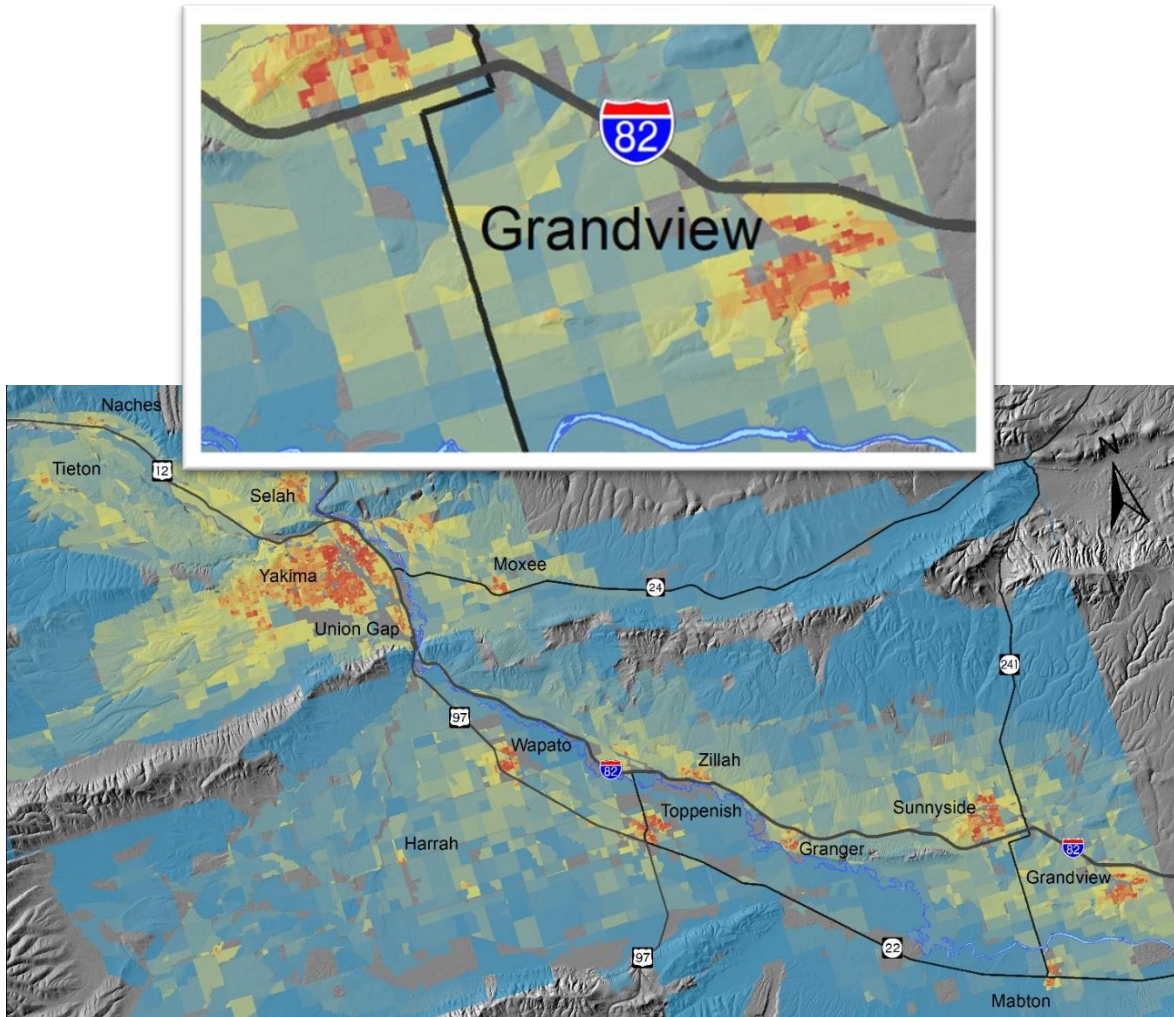 82
Grandview
Naches
12
Tieton
Selah
N
Yakima
Moxee
24
Union Gap
241
97
Wapato
82
Zillah
Toppenish
Sunnyside
Harrah
Granger
82
Grandview
22
97
Mabton